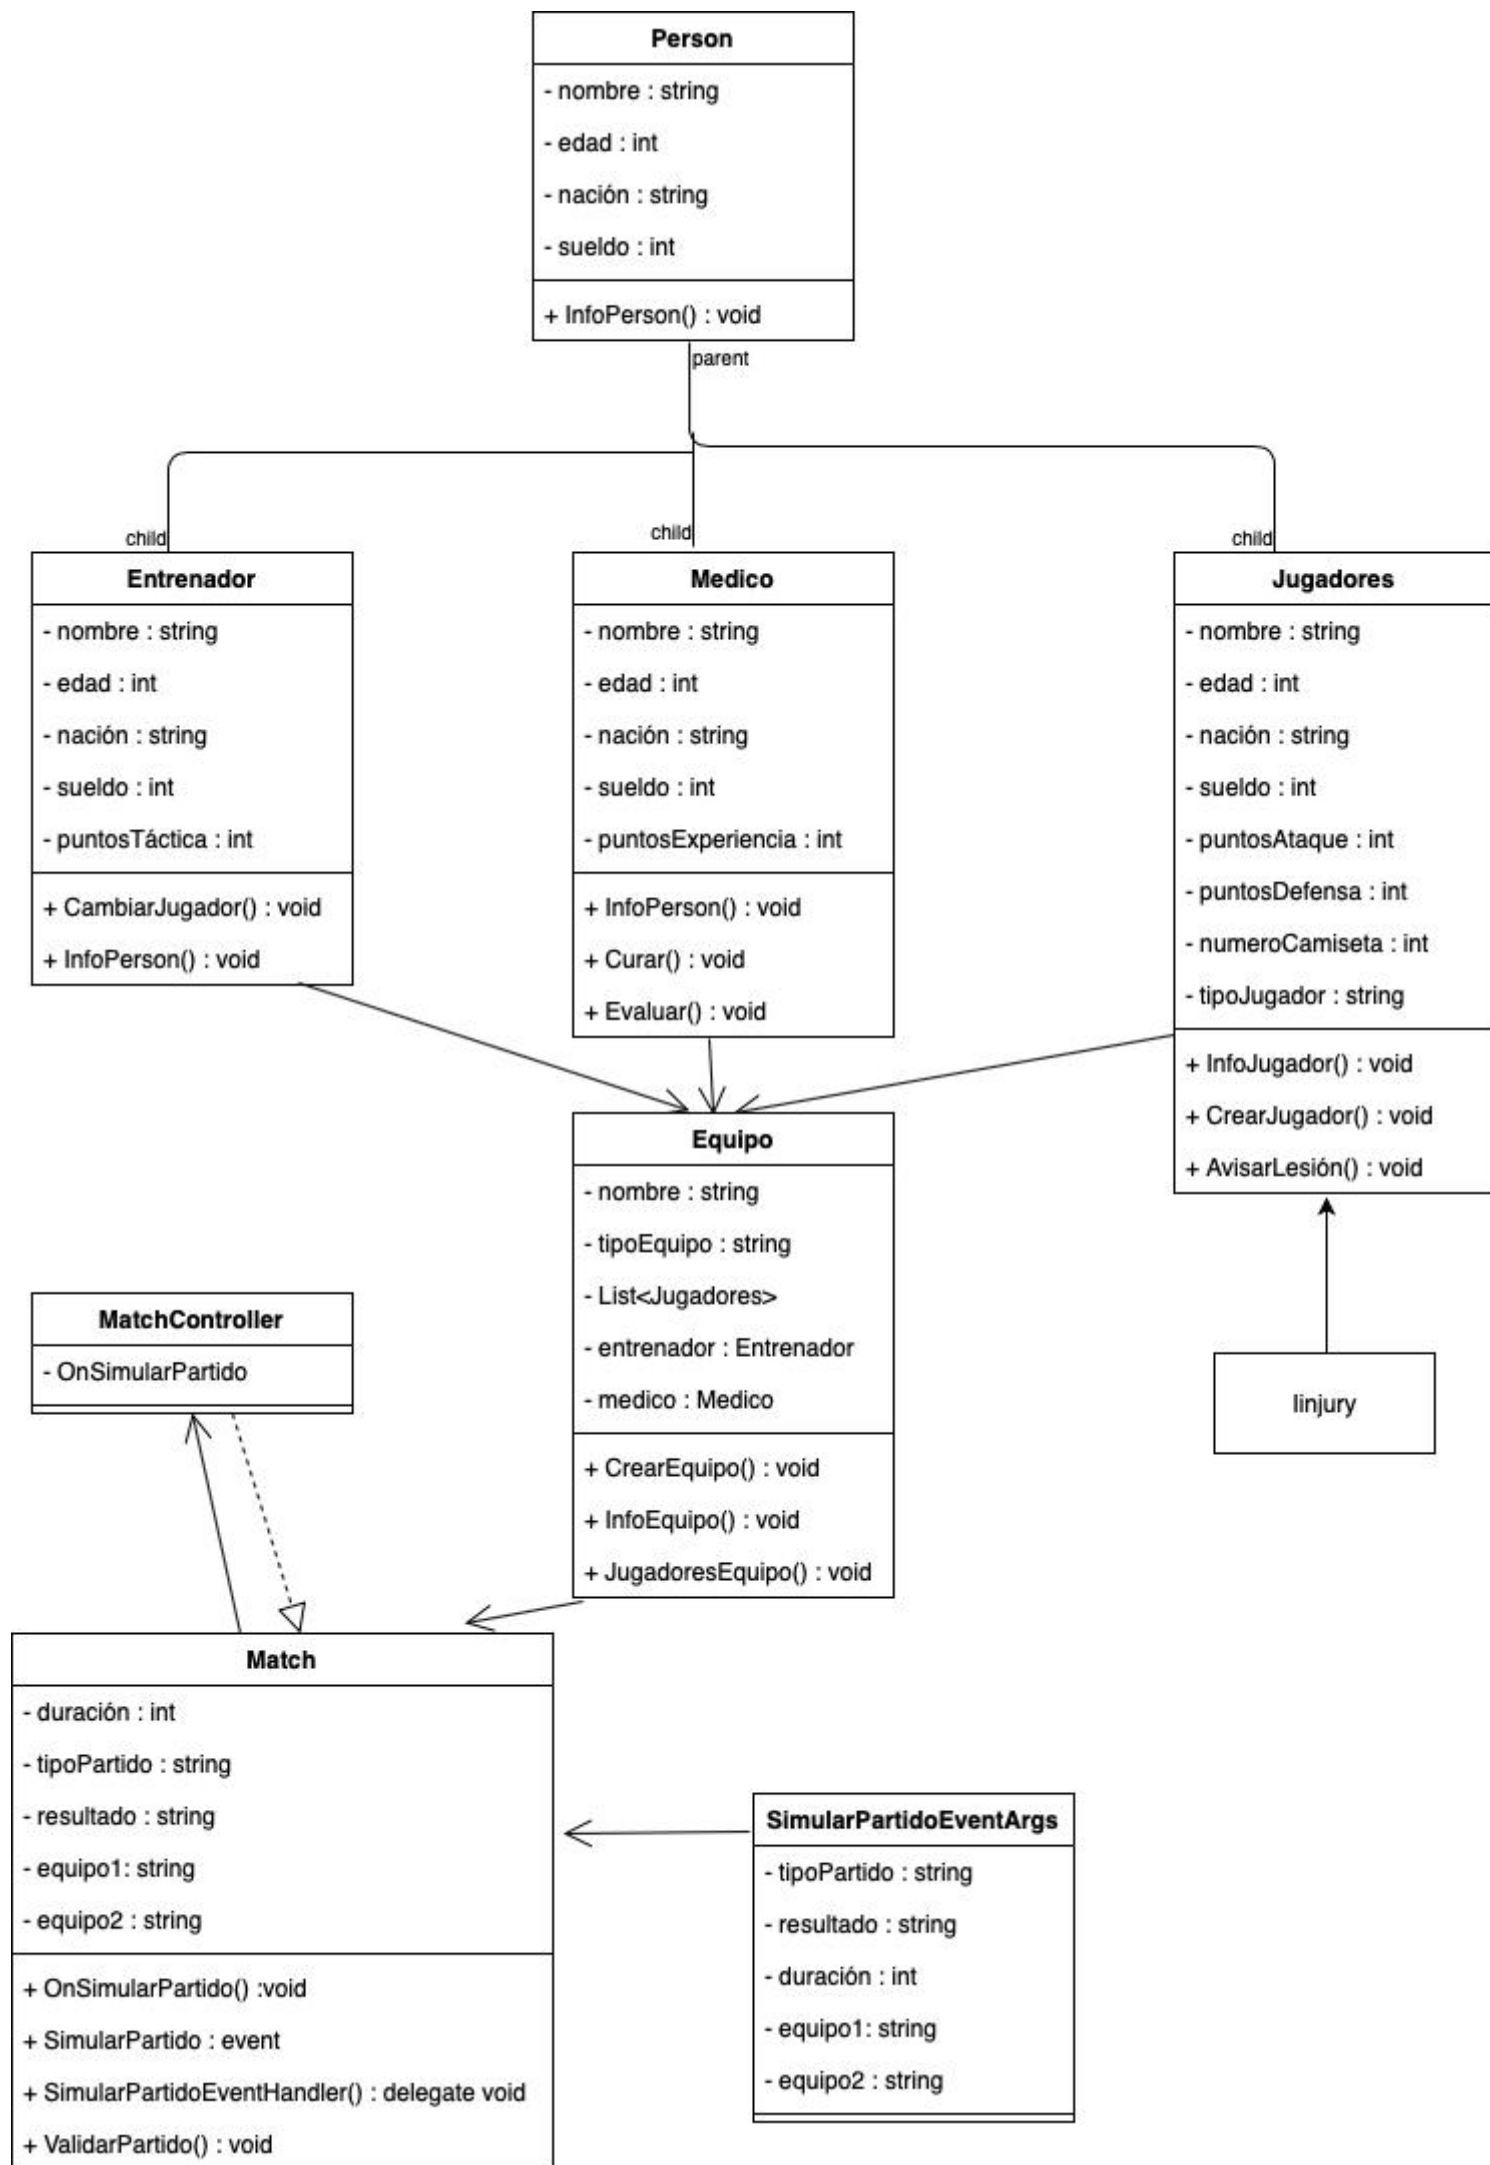 Person
- nombre : string
- edad : int
- nación : string
- sueldo : int
+ InfoPerson() : void
parent
child
child
child
Entrenador
- nombre : string
- edad : int
- nación : string
- sueldo : int
- puntosTáctica : int
+ CambiarJugador() : void
+ InfoPerson() : void
Medico
- nombre : string
- edad : int
- nación : string
- sueldo : int
- puntosExperiencia : int
+ InfoPerson() : void
+ Curar() : void
+ Evaluar() : void
Jugadores
- nombre : string
- edad : int
- nación : string
- sueldo : int
- puntosAtaque : int
- puntosDefensa : int
- numeroCamiseta : int
- tipoJugador : string
+ InfoJugador() : void
+ CrearJugador() : void
+ AvisarLesión() : void
Equipo
- nombre : string
- tipoEquipo : string
- List<Jugadores>
- entrenador : Entrenador
- medico : Medico
+ CrearEquipo() : void
+ InfoEquipo() : void
+ JugadoresEquipo() : void
MatchController
- OnSimularPartido
Iinjury
Match
- duración : int
- tipoPartido : string
- resultado : string
- equipo1: string
- equipo2 : string
+ OnSimularPartido() :void
+ SimularPartido : event
+ SimularPartidoEventHandler() : delegate void
+ ValidarPartido() : void
SimularPartidoEventArgs
- tipoPartido : string
- resultado : string
- duración : int
- equipo1: string
- equipo2 : string